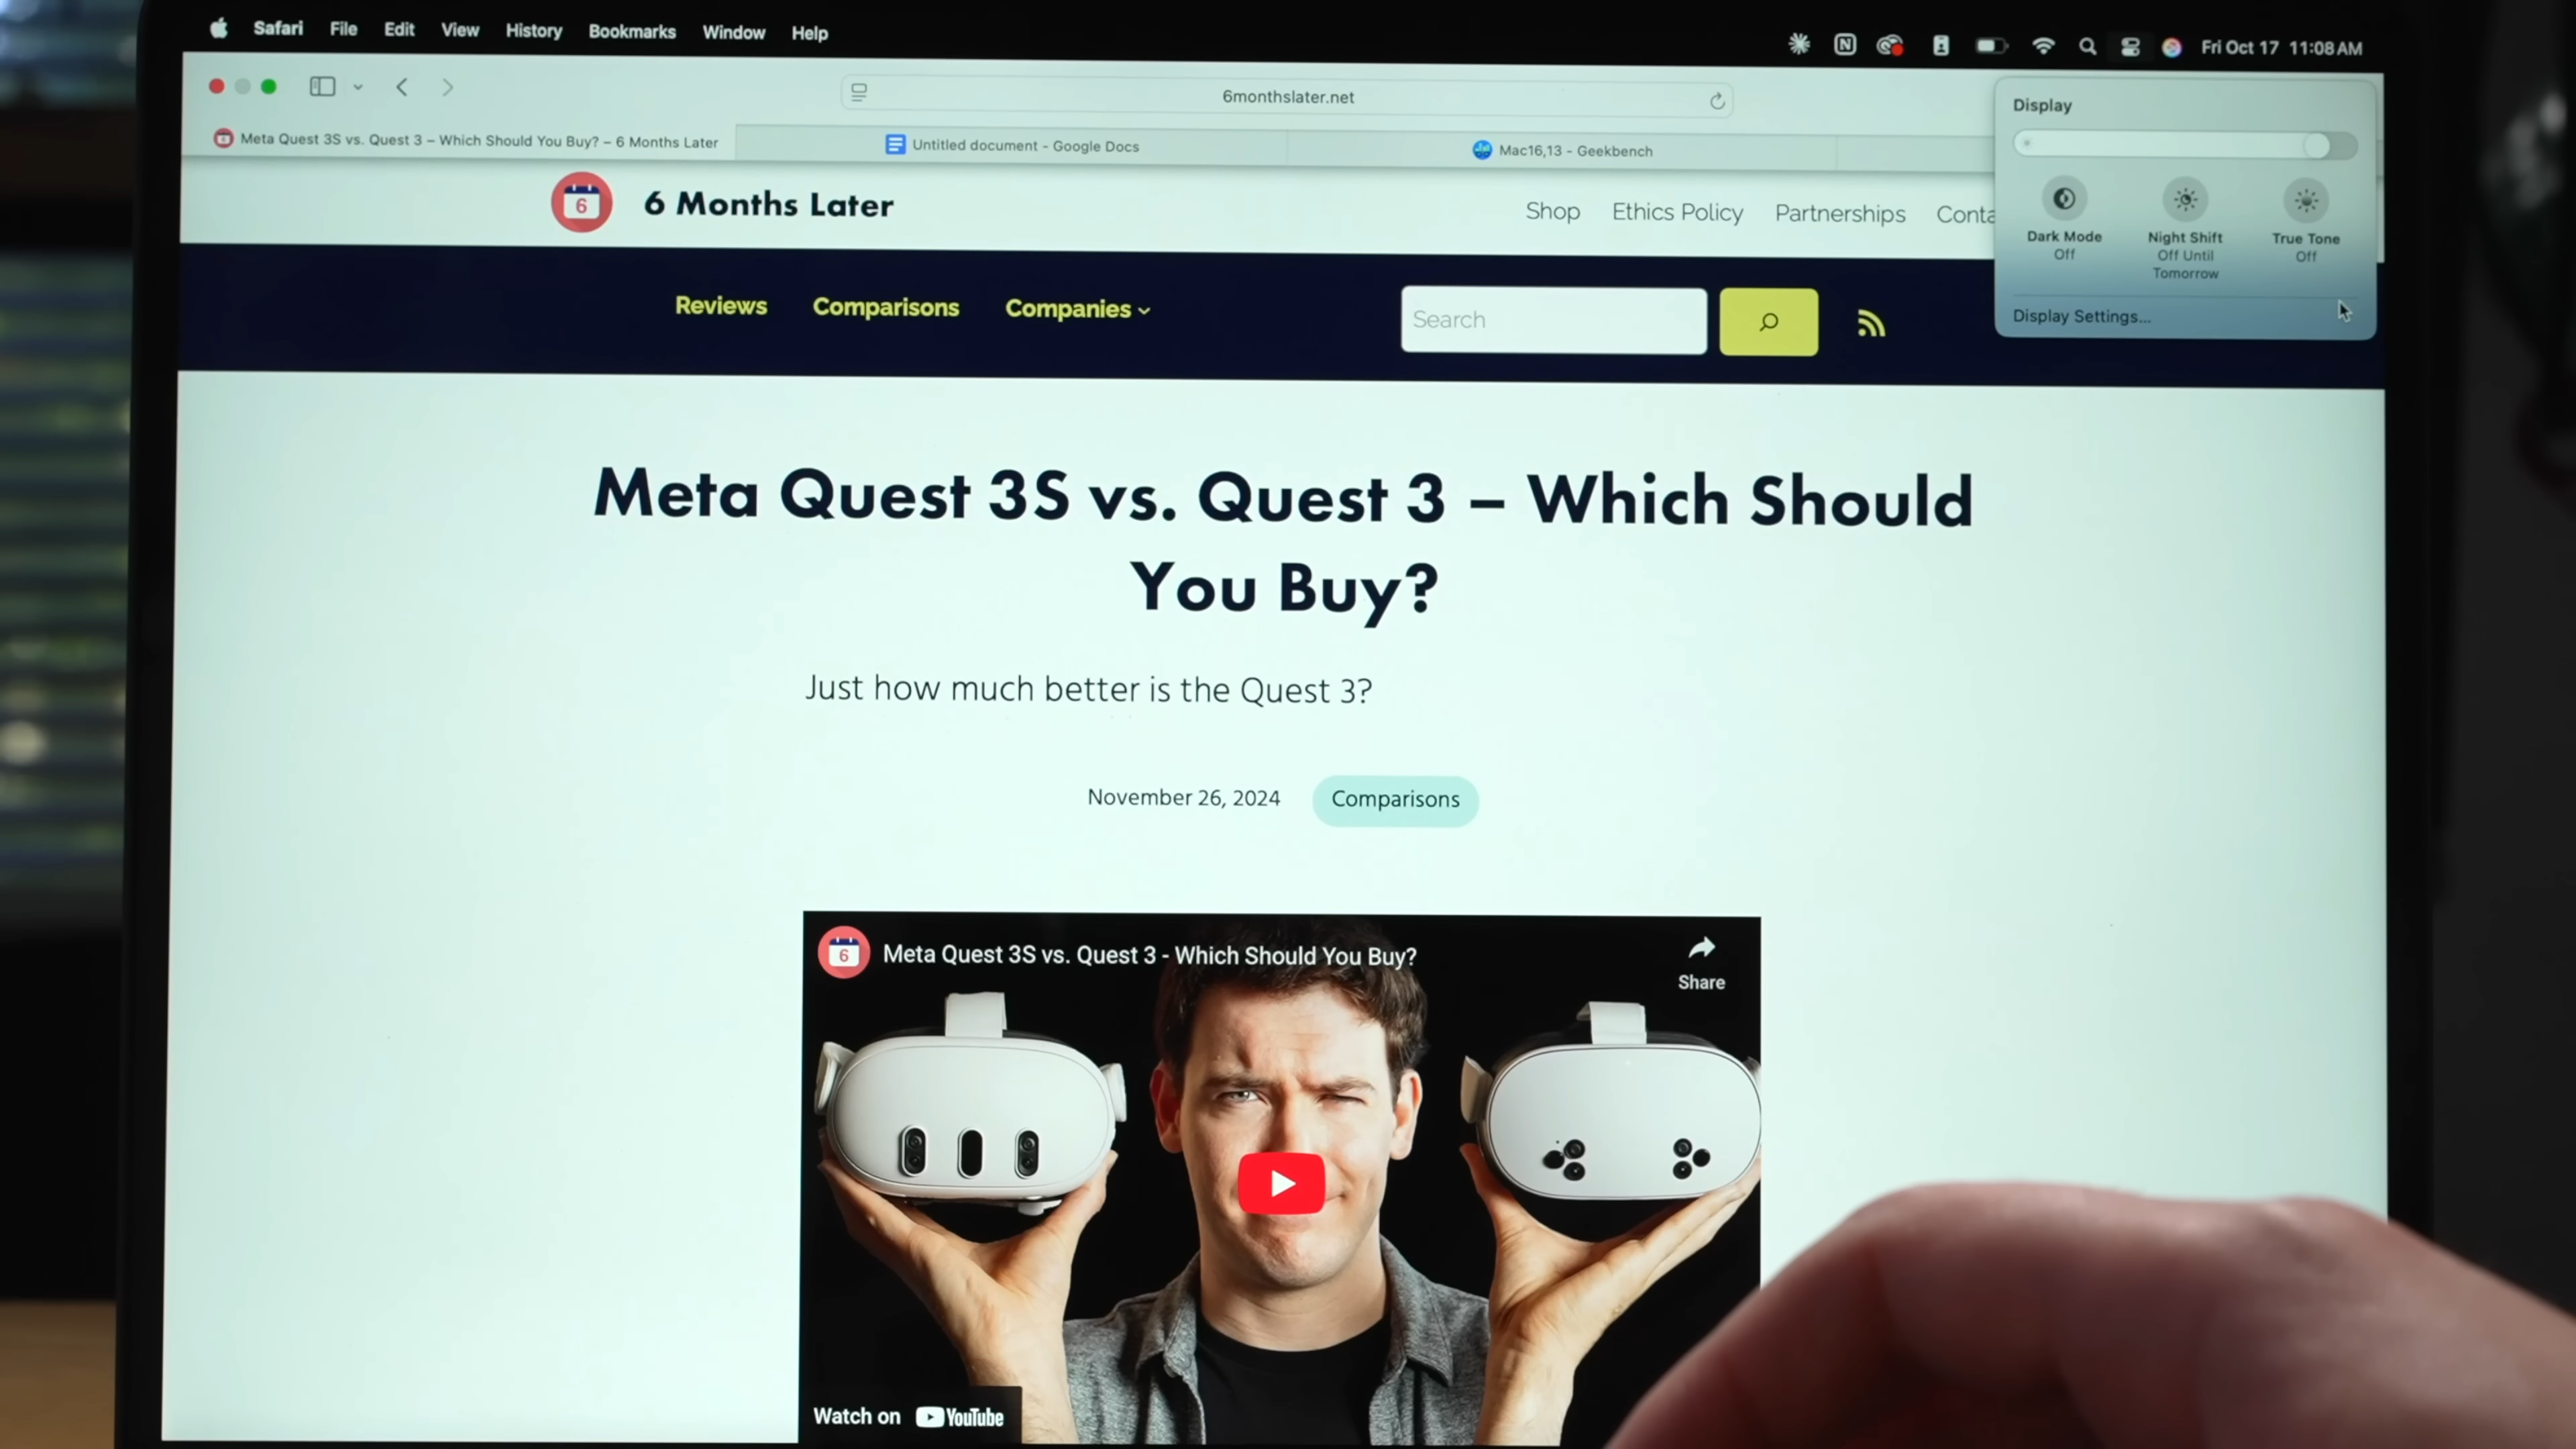 Safari File Edit View History Bookmarks Window Help
Fri Oct 17 11:08 AM
6monthslater.net
Meta Quest 3S vs. Quest 3 – Which Should You Buy? – 6 Months Later
Untitled document - Google Docs
Mac16,13 - Geekbench
6
6 Months Later
Shop Ethics Policy Partnerships Conta
Display
Dark Mode
Off
Night Shift
Off Until
Tomorrow
True Tone
Off
Display Settings...
Reviews Comparisons Companies
Search
Meta Quest 3S vs. Quest 3 – Which Should
You Buy?
Just how much better is the Quest 3?
November 26, 2024 Comparisons
6
Meta Quest 3S vs. Quest 3 - Which Should You Buy?
Share
Watch on YouTube